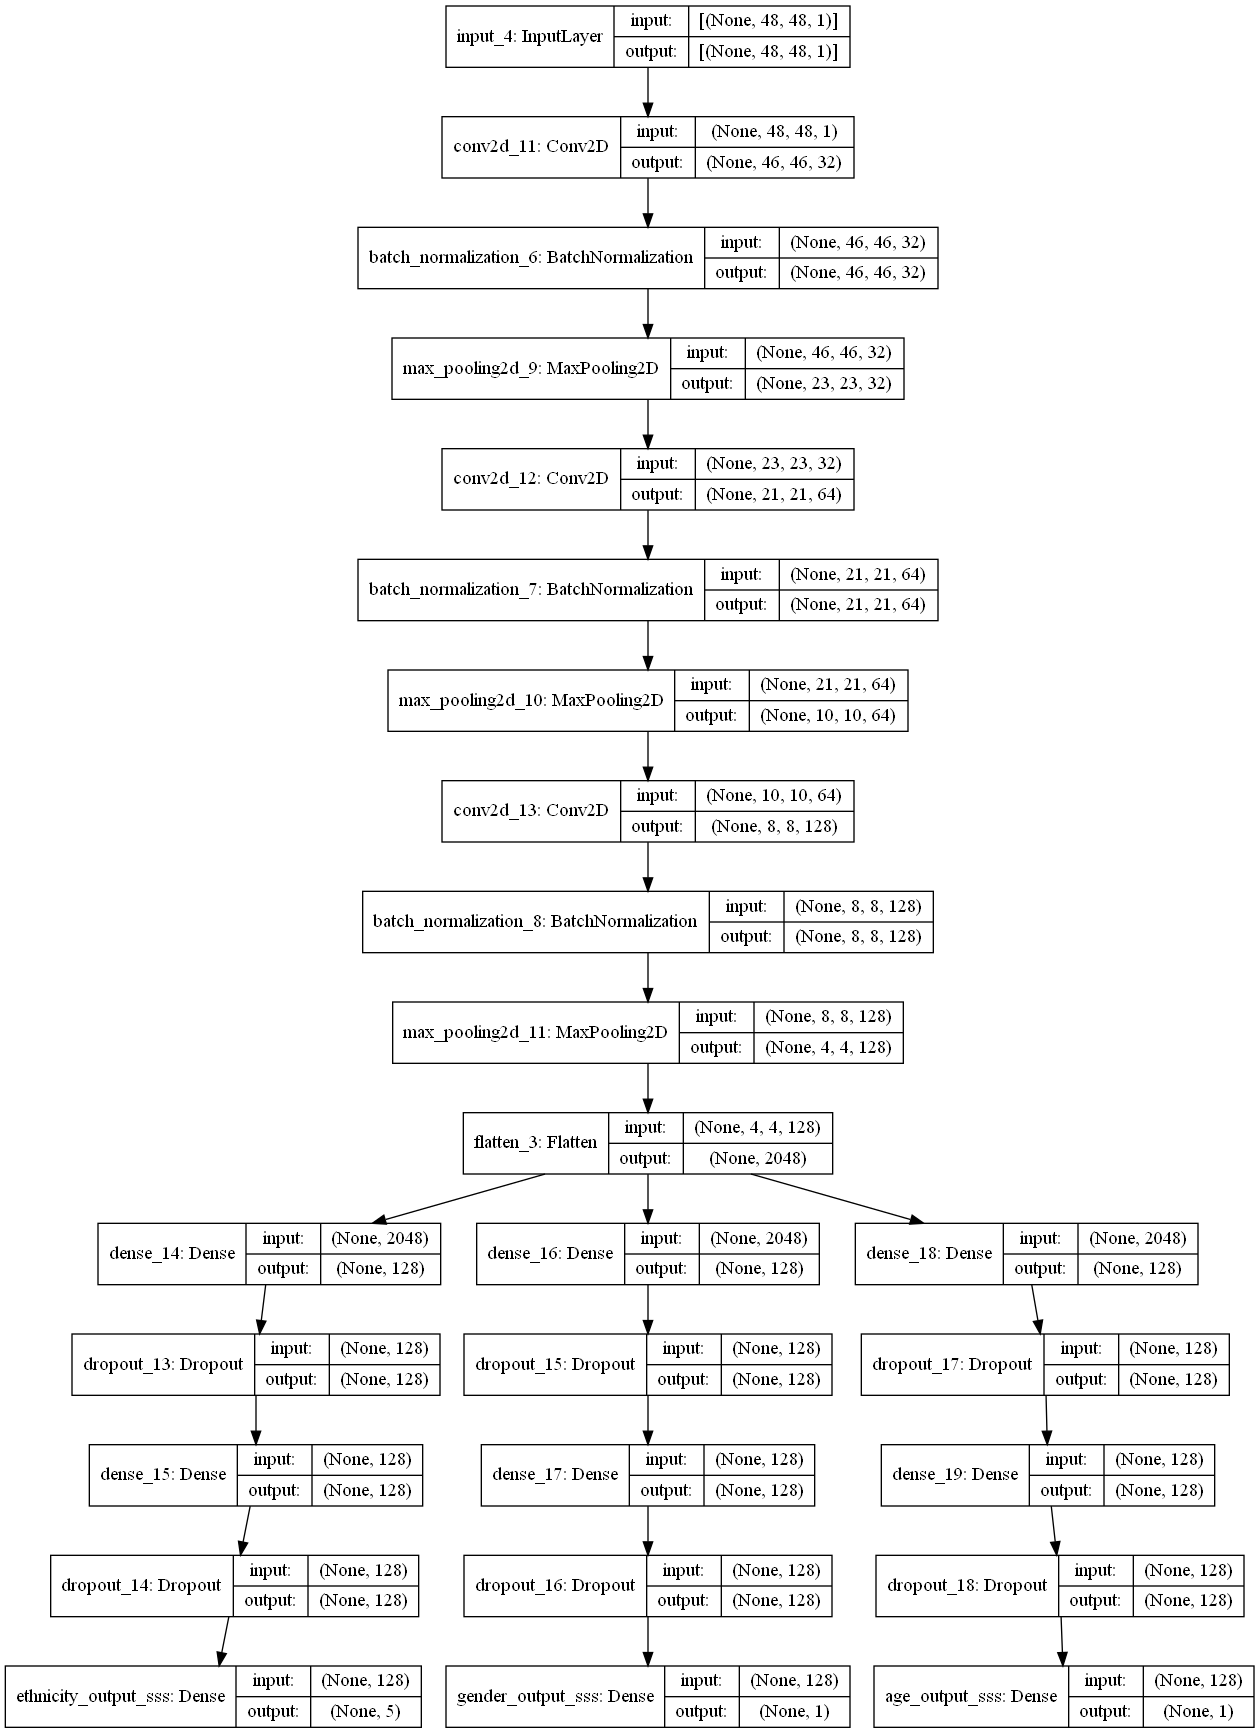 input_4: InputLayer
input: [(None, 48, 48, 1)]
output: [(None, 48, 48, 1)]
conv2d_11: Conv2D
input: (None, 48, 48, 1)
output: (None, 46, 46, 32)
batch_normalization_6: BatchNormalization
input: (None, 46, 46, 32)
output: (None, 46, 46, 32)
max_pooling2d_9: MaxPooling2D
input: (None, 46, 46, 32)
output: (None, 23, 23, 32)
conv2d_12: Conv2D
input: (None, 23, 23, 32)
output: (None, 21, 21, 64)
batch_normalization_7: BatchNormalization
input: (None, 21, 21, 64)
output: (None, 21, 21, 64)
max_pooling2d_10: MaxPooling2D
input: (None, 21, 21, 64)
output: (None, 10, 10, 64)
conv2d_13: Conv2D
input: (None, 10, 10, 64)
output: (None, 8, 8, 128)
batch_normalization_8: BatchNormalization
input: (None, 8, 8, 128)
output: (None, 8, 8, 128)
max_pooling2d_11: MaxPooling2D
input: (None, 8, 8, 128)
output: (None, 4, 4, 128)
flatten_3: Flatten
input: (None, 4, 4, 128)
output: (None, 2048)
dense_14: Dense
input: (None, 2048)
output: (None, 128)
dense_16: Dense
input: (None, 2048)
output: (None, 128)
dense_18: Dense
input: (None, 2048)
output: (None, 128)
dropout_13: Dropout
input: (None, 128)
output: (None, 128)
dropout_15: Dropout
input: (None, 128)
output: (None, 128)
dropout_17: Dropout
input: (None, 128)
output: (None, 128)
dense_15: Dense
input: (None, 128)
output: (None, 128)
dense_17: Dense
input: (None, 128)
output: (None, 128)
dense_19: Dense
input: (None, 128)
output: (None, 128)
dropout_14: Dropout
input: (None, 128)
output: (None, 128)
dropout_16: Dropout
input: (None, 128)
output: (None, 128)
dropout_18: Dropout
input: (None, 128)
output: (None, 128)
ethnicity_output_sss: Dense
input: (None, 128)
output: (None, 5)
gender_output_sss: Dense
input: (None, 128)
output: (None, 1)
age_output_sss: Dense
input: (None, 128)
output: (None, 1)